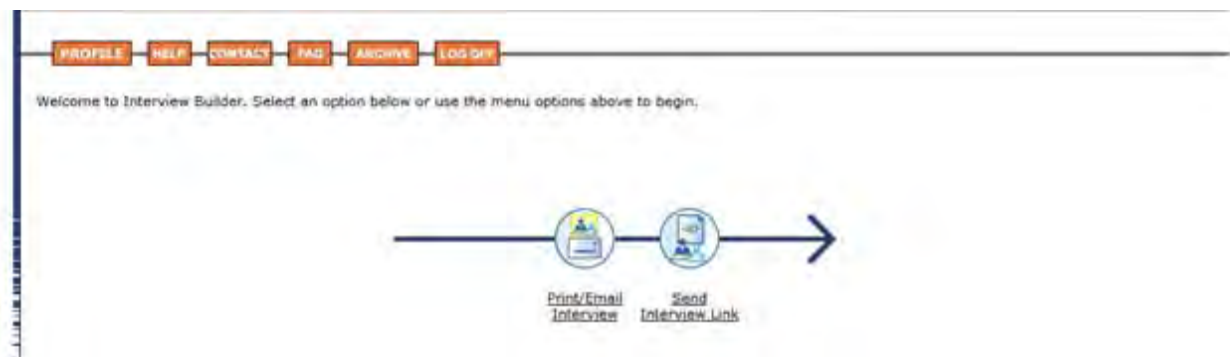 PROFILE HELP CONTACT FAQ ARCHIVE LOG OFF
Welcome to Interview Builder. Select an option below or use the menu options above to begin.
Print/Email Send
Interview Interview Link